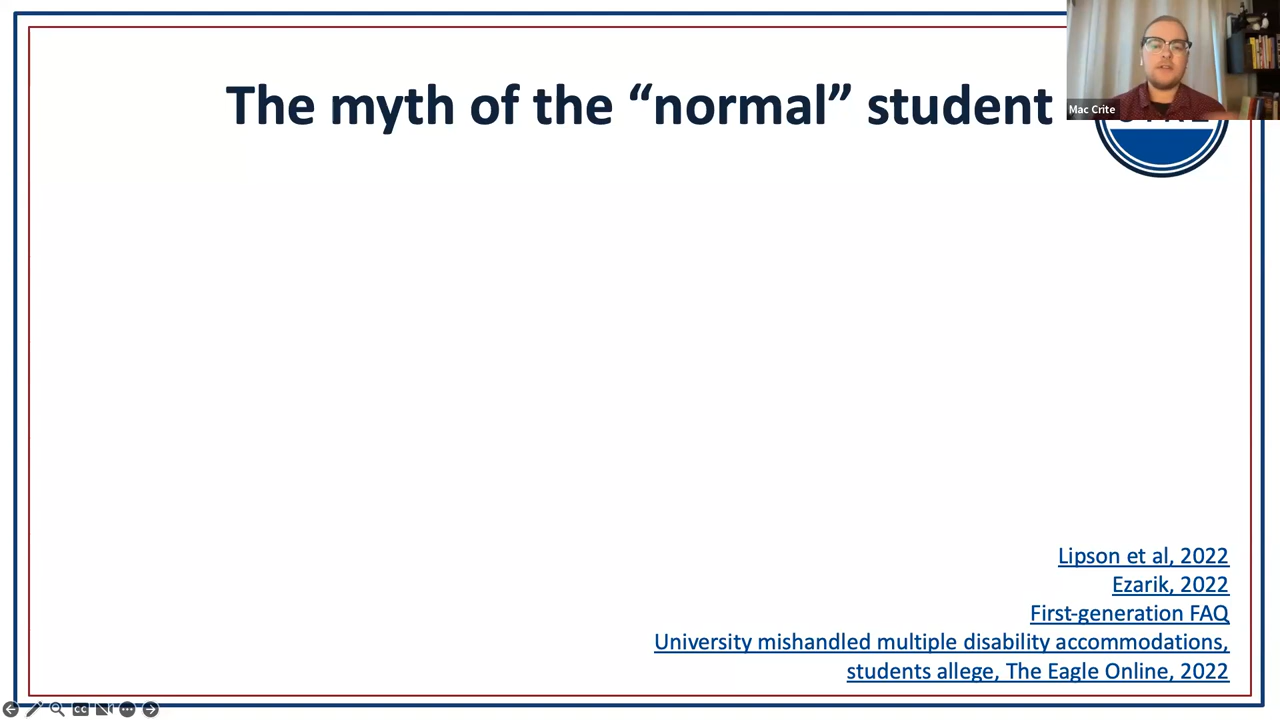 The myth of the “normal” student
Mac Crite
Lipson et al, 2022
Ezarik, 2022
First-generation FAQ
University mishandled multiple disability accommodations,
students allege, The Eagle Online, 2022
CC